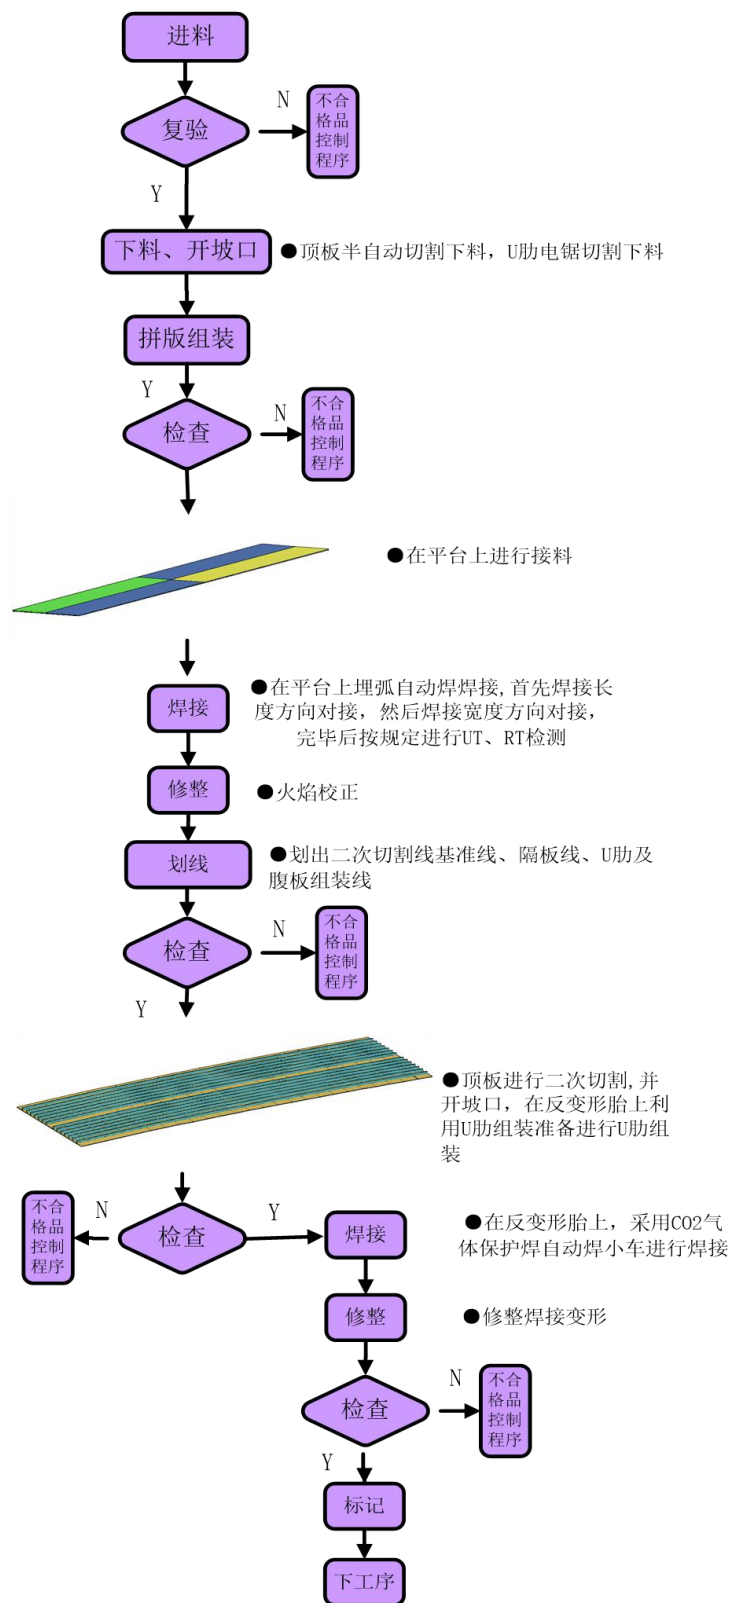 进料
复验
N
不合
格品
控制
程序
Y
下料、开坡口
●顶板半自动切割下料，U肋电锯切割下料
拼版组装
Y
检查
N
不合
格品
控制
程序
●在平台上进行接料
焊接
●在平台上埋弧自动焊焊接,首先焊接长
度方向对接，然后焊接宽度方向对接，
完毕后按规定进行UT、RT检测
修整
●火焰校正
划线
●划出二次切割线基准线、隔板线、U肋及
腹板组装线
检查
N
不合
格品
控制
程序
Y
●顶板进行二次切割,并
开坡口，在反变形胎上利
用U肋组装准备进行U肋组
装
不合
格品
控制
程序
N
检查
Y
焊接
●在反变形胎上，采用CO2气
体保护焊自动焊小车进行焊接
修整
●修整焊接变形
检查
N
不合
格品
控制
程序
Y
标记
下工序